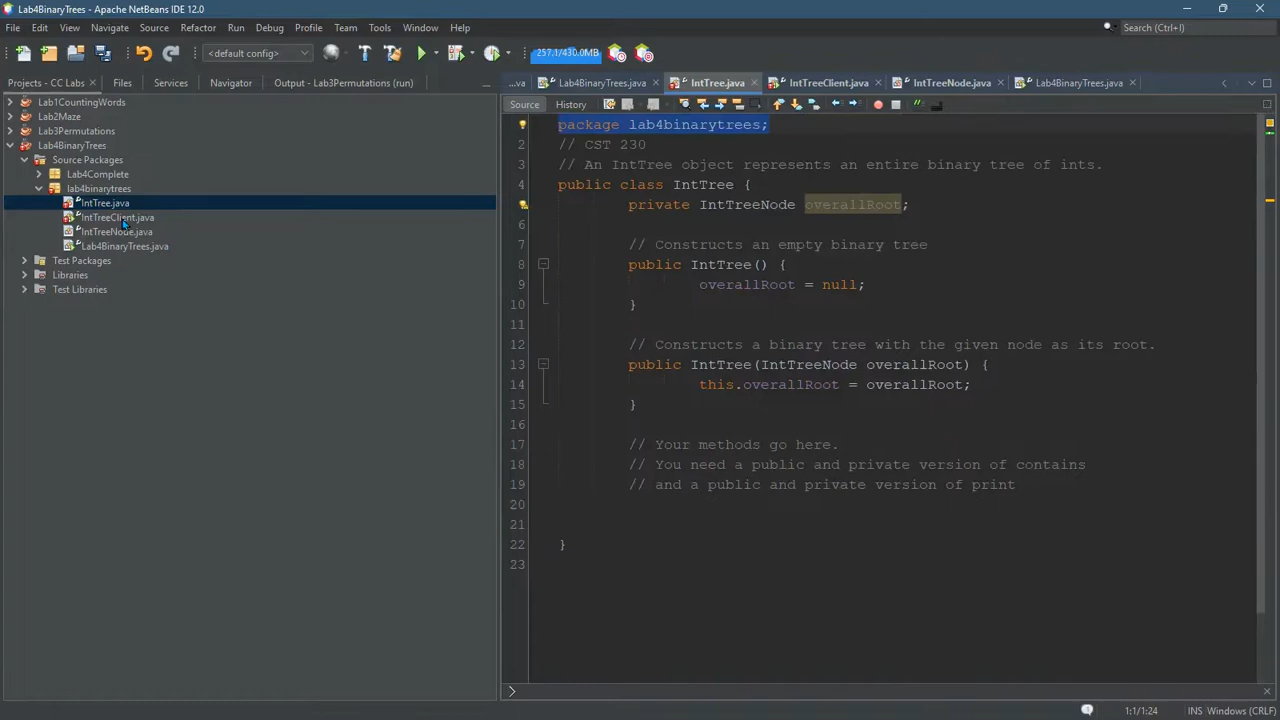 Lab4BinaryTrees - Apache NetBeans IDE 12.0
File Edit View Navigate Source Refactor Run Debug Profile Team Tools Window Help
Search (Ctrl+I)
<default config>
257.1/430.0MB
Projects - CC Labs
Files
Services
Navigator
Output - Lab3Permutations (run)
...va
Lab4BinaryTrees.java
IntTree.java
IntTreeClient.java
IntTreeNode.java
Lab4BinaryTrees.java
Source
History
Lab1CountingWords
Lab2Maze
Lab3Permutations
Lab4BinaryTrees
Source Packages
Lab4Complete
lab4binarytrees
IntTree.java
IntTreeClient.java
IntTreeNode.java
Lab4BinaryTrees.java
Test Packages
Libraries
Test Libraries
package lab4binarytrees;
2 // CST 230
3 // An IntTree object represents an entire binary tree of ints.
4 public class IntTree {
private IntTreeNode overallRoot;
6
7 // Constructs an empty binary tree
8 public IntTree() {
9 overallRoot = null;
10 }
11
12 // Constructs a binary tree with the given node as its root.
13 public IntTree(IntTreeNode overallRoot) {
14 this.overallRoot = overallRoot;
15 }
16
17 // Your methods go here.
18 // You need a public and private version of contains
19 // and a public and private version of print
20
21
22 }
23
1:1/1:24
INS
Windows (CRLF)